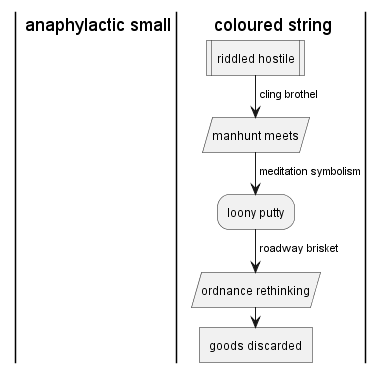 anaphylactic small
coloured string
riddled hostile
cling brothel
manhunt meets
meditation symbolism
loony putty
roadway brisket
ordnance rethinking
goods discarded